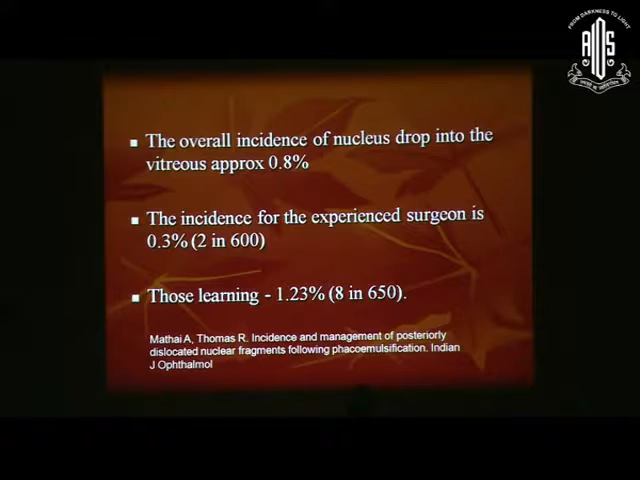 FROM DARKNESS TO LIGHT
AIOS
The overall incidence of nucleus drop into the
vitreous approx 0.8%
The incidence for the experienced surgeon is
0.3% (2 in 600)
Those learning - 1.23% (8 in 650).
Mathai A, Thomas R. Incidence and management of posteriorly
dislocated nuclear fragments following phacoemulsification. Indian
J Ophthalmol